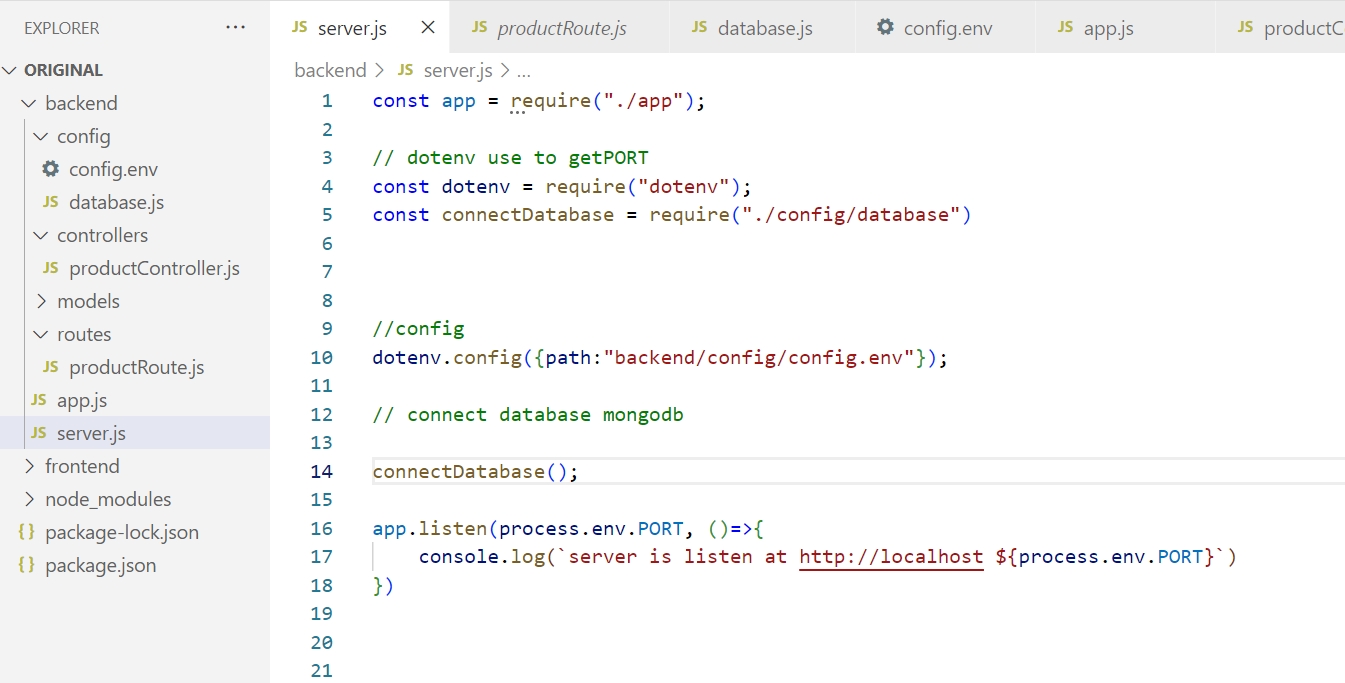 EXPLORER ...
ORIGINAL
backend
config
config.env
JS database.js
controllers
JS productController.js
models
routes
JS productRoute.js
JS app.js
JS server.js
frontend
node_modules
{} package-lock.json
{} package.json
JS server.js
JS productRoute.js
JS database.js
config.env
JS app.js
JS productC
backend > JS server.js > ...
1 const app = require("./app");
2
3 // dotenv use to getPORT
4 const dotenv = require("dotenv");
5 const connectDatabase = require("./config/database")
6
7
8
9 //config
10 dotenv.config({path:"backend/config/config.env"});
11
12 // connect database mongodb
13
14 connectDatabase();
15
16 app.listen(process.env.PORT, ()=>{
17 console.log(`server is listen at http://localhost ${process.env.PORT}`)
18 })
19
20
21